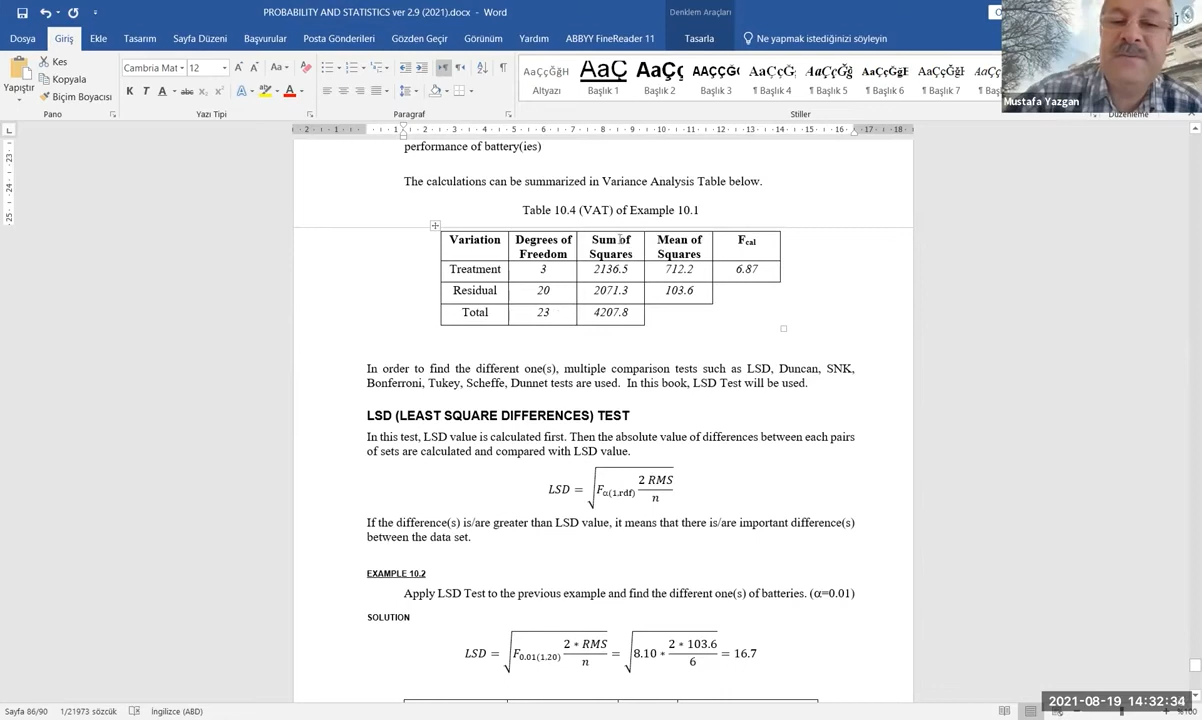 PROBABILITY AND STATISTICS ver 2.9 (2021).docx - Word
Denklem Araçları
Dosya Giriş Ekle Tasarım Sayfa Düzeni Başvurular Posta Gönderileri Gözden Geçir Görünüm Yardım ABBYY FineReader 11 Tasarla Ne yapmak istediğinizi söyleyin
Yapıştır
Kes
Kopyala
Biçim Boyacısı
Cambria Mat 12
Pano Yazı Tipi Paragraf Stiller Düzenleme
Altyazı Başlık 1 Başlık 2 Başlık 3 Başlık 4 Başlık 5 Başlık 6 Başlık 7
Mustafa Yazgan
performance of battery(ies)
The calculations can be summarized in Variance Analysis Table below.
Table 10.4 (VAT) of Example 10.1
Variation Degrees of Freedom Sum of Squares Mean of Squares Fcal
Treatment 3 2136.5 712.2 6.87
Residual 20 2071.3 103.6
Total 23 4207.8
In order to find the different one(s), multiple comparison tests such as LSD, Duncan, SNK,
Bonferroni, Tukey, Scheffe, Dunnet tests are used. In this book, LSD Test will be used.
LSD (LEAST SQUARE DIFFERENCES) TEST
In this test, LSD value is calculated first. Then the absolute value of differences between each pairs
of sets are calculated and compared with LSD value.
LSD = √(Fα(1,rdf) 2 RMS / n)
If the difference(s) is/are greater than LSD value, it means that there is/are important difference(s)
between the data set.
EXAMPLE 10.2
Apply LSD Test to the previous example and find the different one(s) of batteries. (α=0.01)
SOLUTION
LSD = √(F0.01(1,20) 2 * RMS / n) = √(8.10 * 2 * 103.6 / 6) = 16.7
Sayfa 86/90 1/21973 sözcük İngilizce (ABD)
2021-08-19 14:32:34
%100